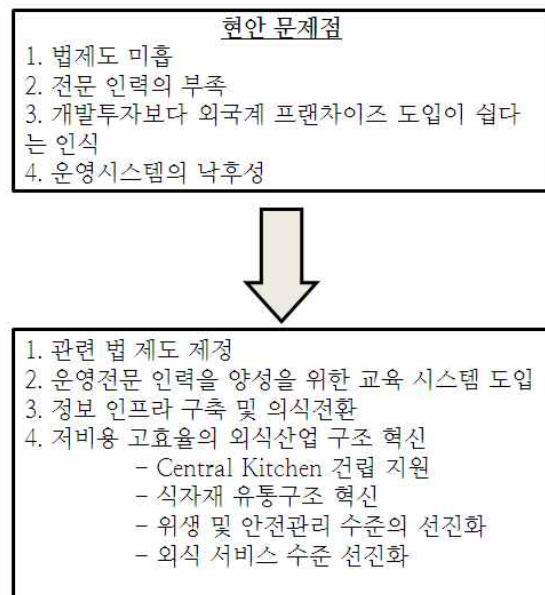 현안 문제점
1. 법제도 미흡
2. 전문 인력의 부족
3. 개발투자보다 외국계 프랜차이즈 도입이 쉽다
는 인식
4. 운영시스템의 낙후성
1. 관련 법 제도 제정
2. 운영전문 인력을 양성을 위한 교육 시스템 도입
3. 정보 인프라 구축 및 의식전환
4. 저비용 고효율의 외식산업 구조 혁신
- Central Kitchen 건립 지원
- 식자재 유통구조 혁신
- 위생 및 안전관리 수준의 선진화
- 외식 서비스 수준 선진화